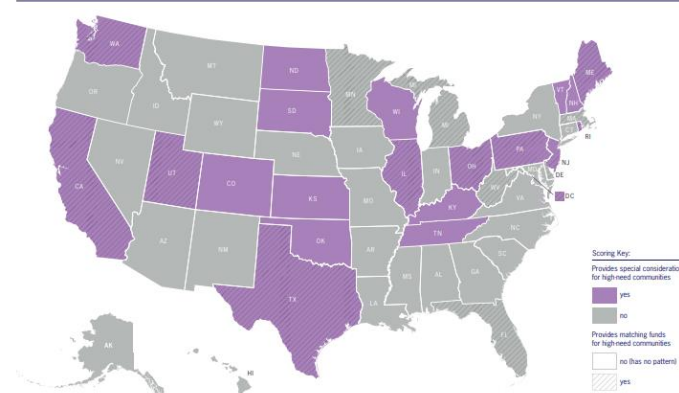 WA
MT
ND
OR
MN
ID
SD
WI
WY
MI
ME
VT
NH
NY
MA
CT
RI
NE
IA
PA
NJ
NV
UT
CO
IL
IN
OH
DE
DC
CA
KS
MO
KY
WV
VA
AZ
NM
OK
AR
TN
NC
SC
TX
LA
MS
AL
GA
FL
AK
HI
Scoring Key:
Provides special consideratio
for high-need communities
yes
no
Provides matching funds
for high-need communities
no (has no pattern)
yes